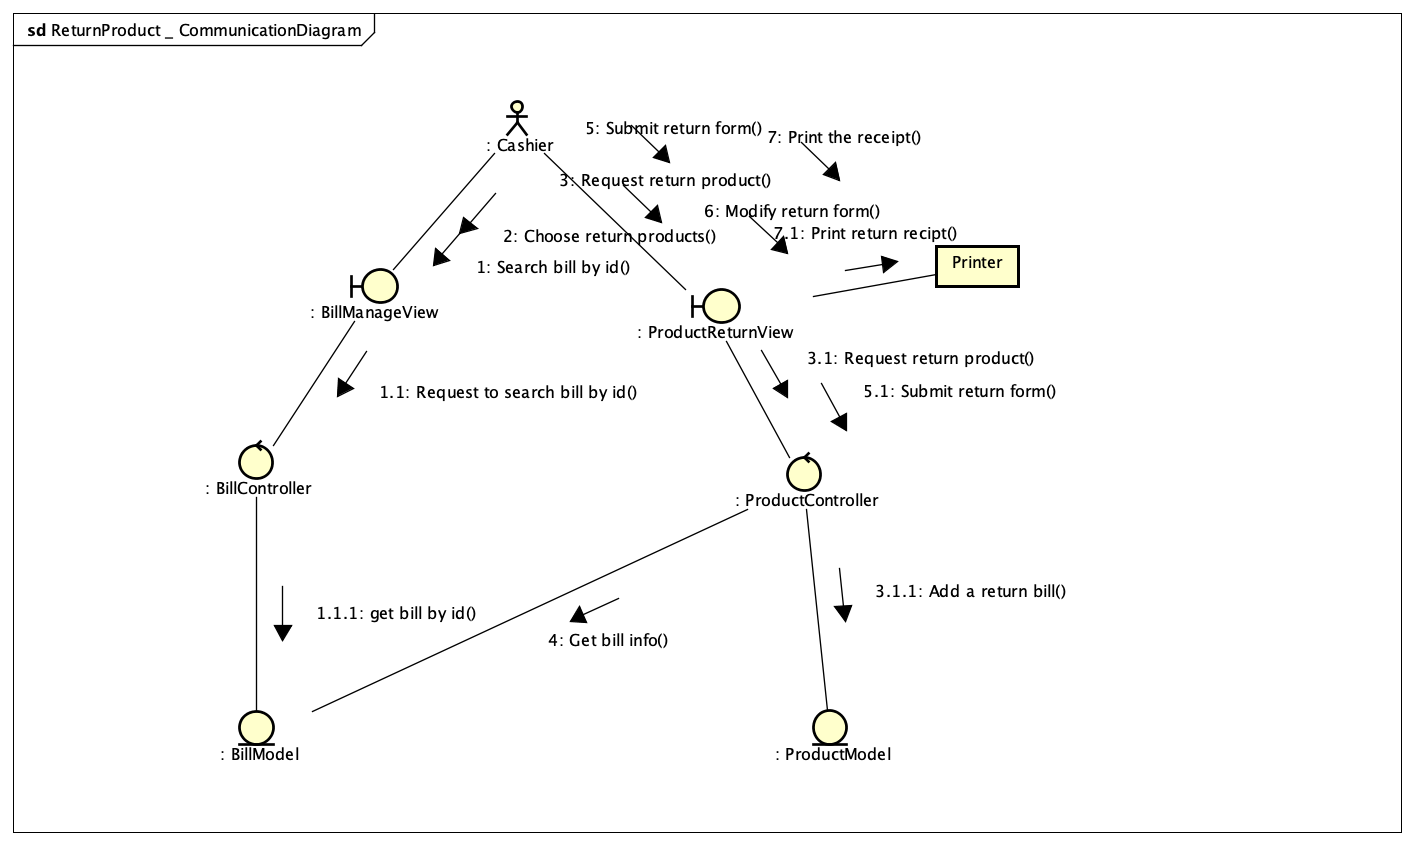 sd ReturnProduct _ CommunicationDiagram
: Cashier
5: Submit return form()
7: Print the receipt()
3: Request return product()
6: Modify return form()
2: Choose return products()
7.1: Print return recipt()
1: Search bill by id()
Printer
: BillManageView
: ProductReturnView
3.1: Request return product()
1.1: Request to search bill by id()
5.1: Submit return form()
: BillController
: ProductController
3.1.1: Add a return bill()
1.1.1: get bill by id()
4: Get bill info()
: BillModel
: ProductModel